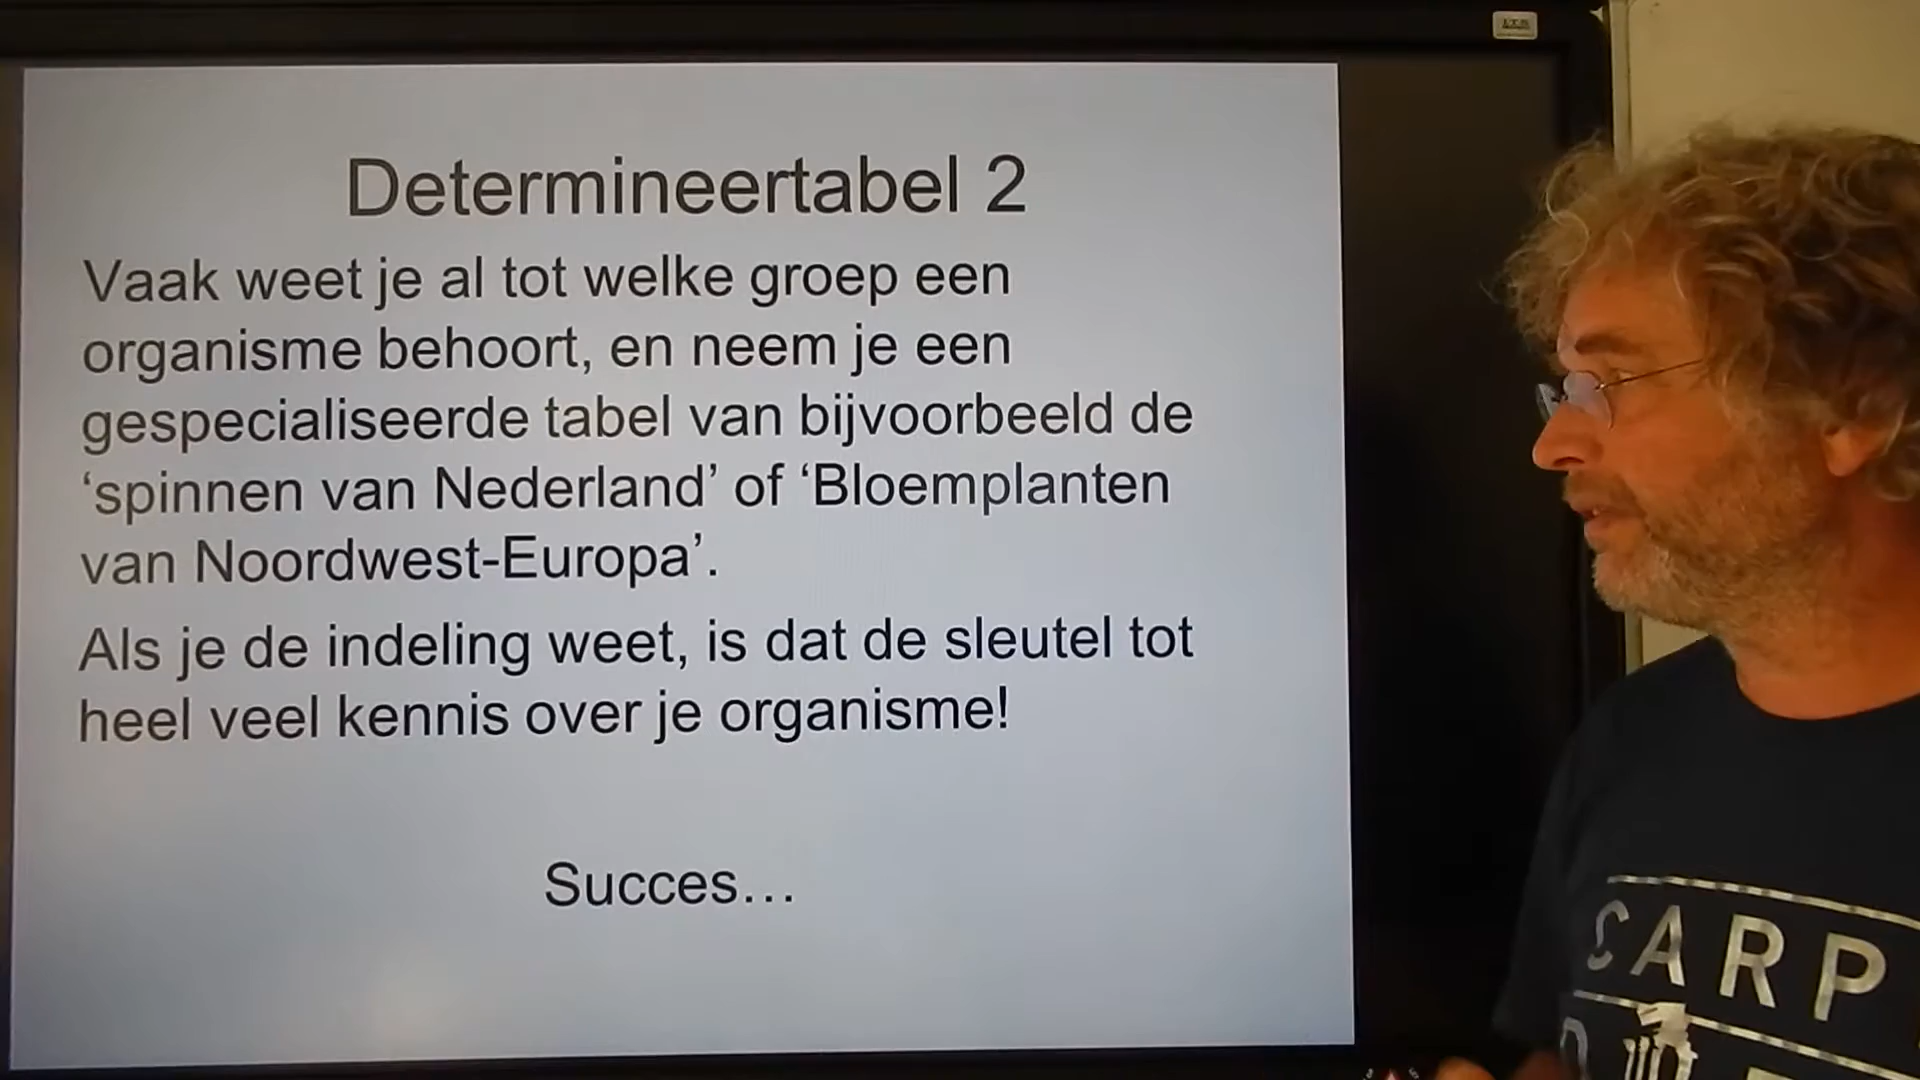 Determineertabel 2
Vaak weet je al tot welke groep een
organisme behoort, en neem je een
gespecialiseerde tabel van bijvoorbeeld de
‘spinnen van Nederland’ of ‘Bloemplanten
van Noordwest-Europa’.
Als je de indeling weet, is dat de sleutel tot
heel veel kennis over je organisme!
Succes...
CARP